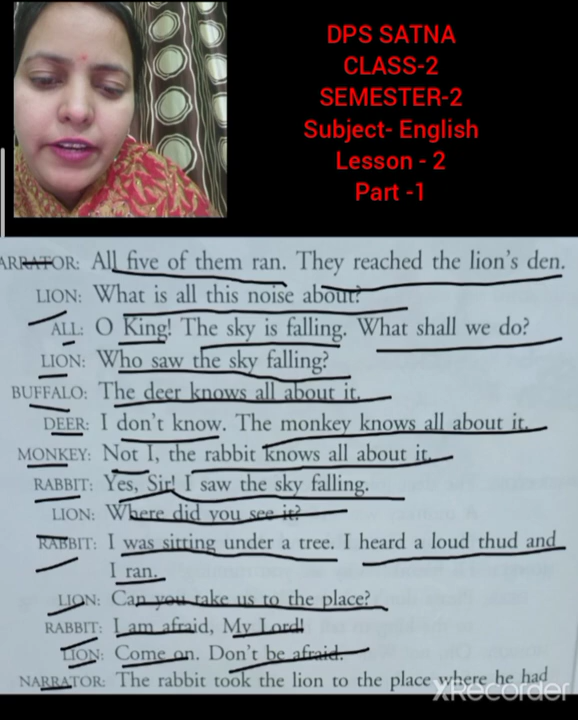 DPS SATNA
CLASS-2
SEMESTER-2
Subject- English
Lesson - 2
Part -1
ARRATOR: All five of them ran. They reached the lion's den.
LION: What is all this noise about?
ALL: O King! The sky is falling. What shall we do?
LION: Who saw the sky falling?
BUFFALO: The deer knows all about it.
DEER: I don't know. The monkey knows all about it.
MONKEY: Not I, the rabbit knows all about it.
RABBIT: Yes, Sir! I saw the sky falling.
LION: Where did you see it?
RABBIT: I was sitting under a tree. I heard a loud thud and
I ran.
LION: Can you take us to the place?
RABBIT: I am afraid, My Lord!
LION: Come on. Don't be afraid.
NARRATOR: The rabbit took the lion to the place where he had
XRecorder